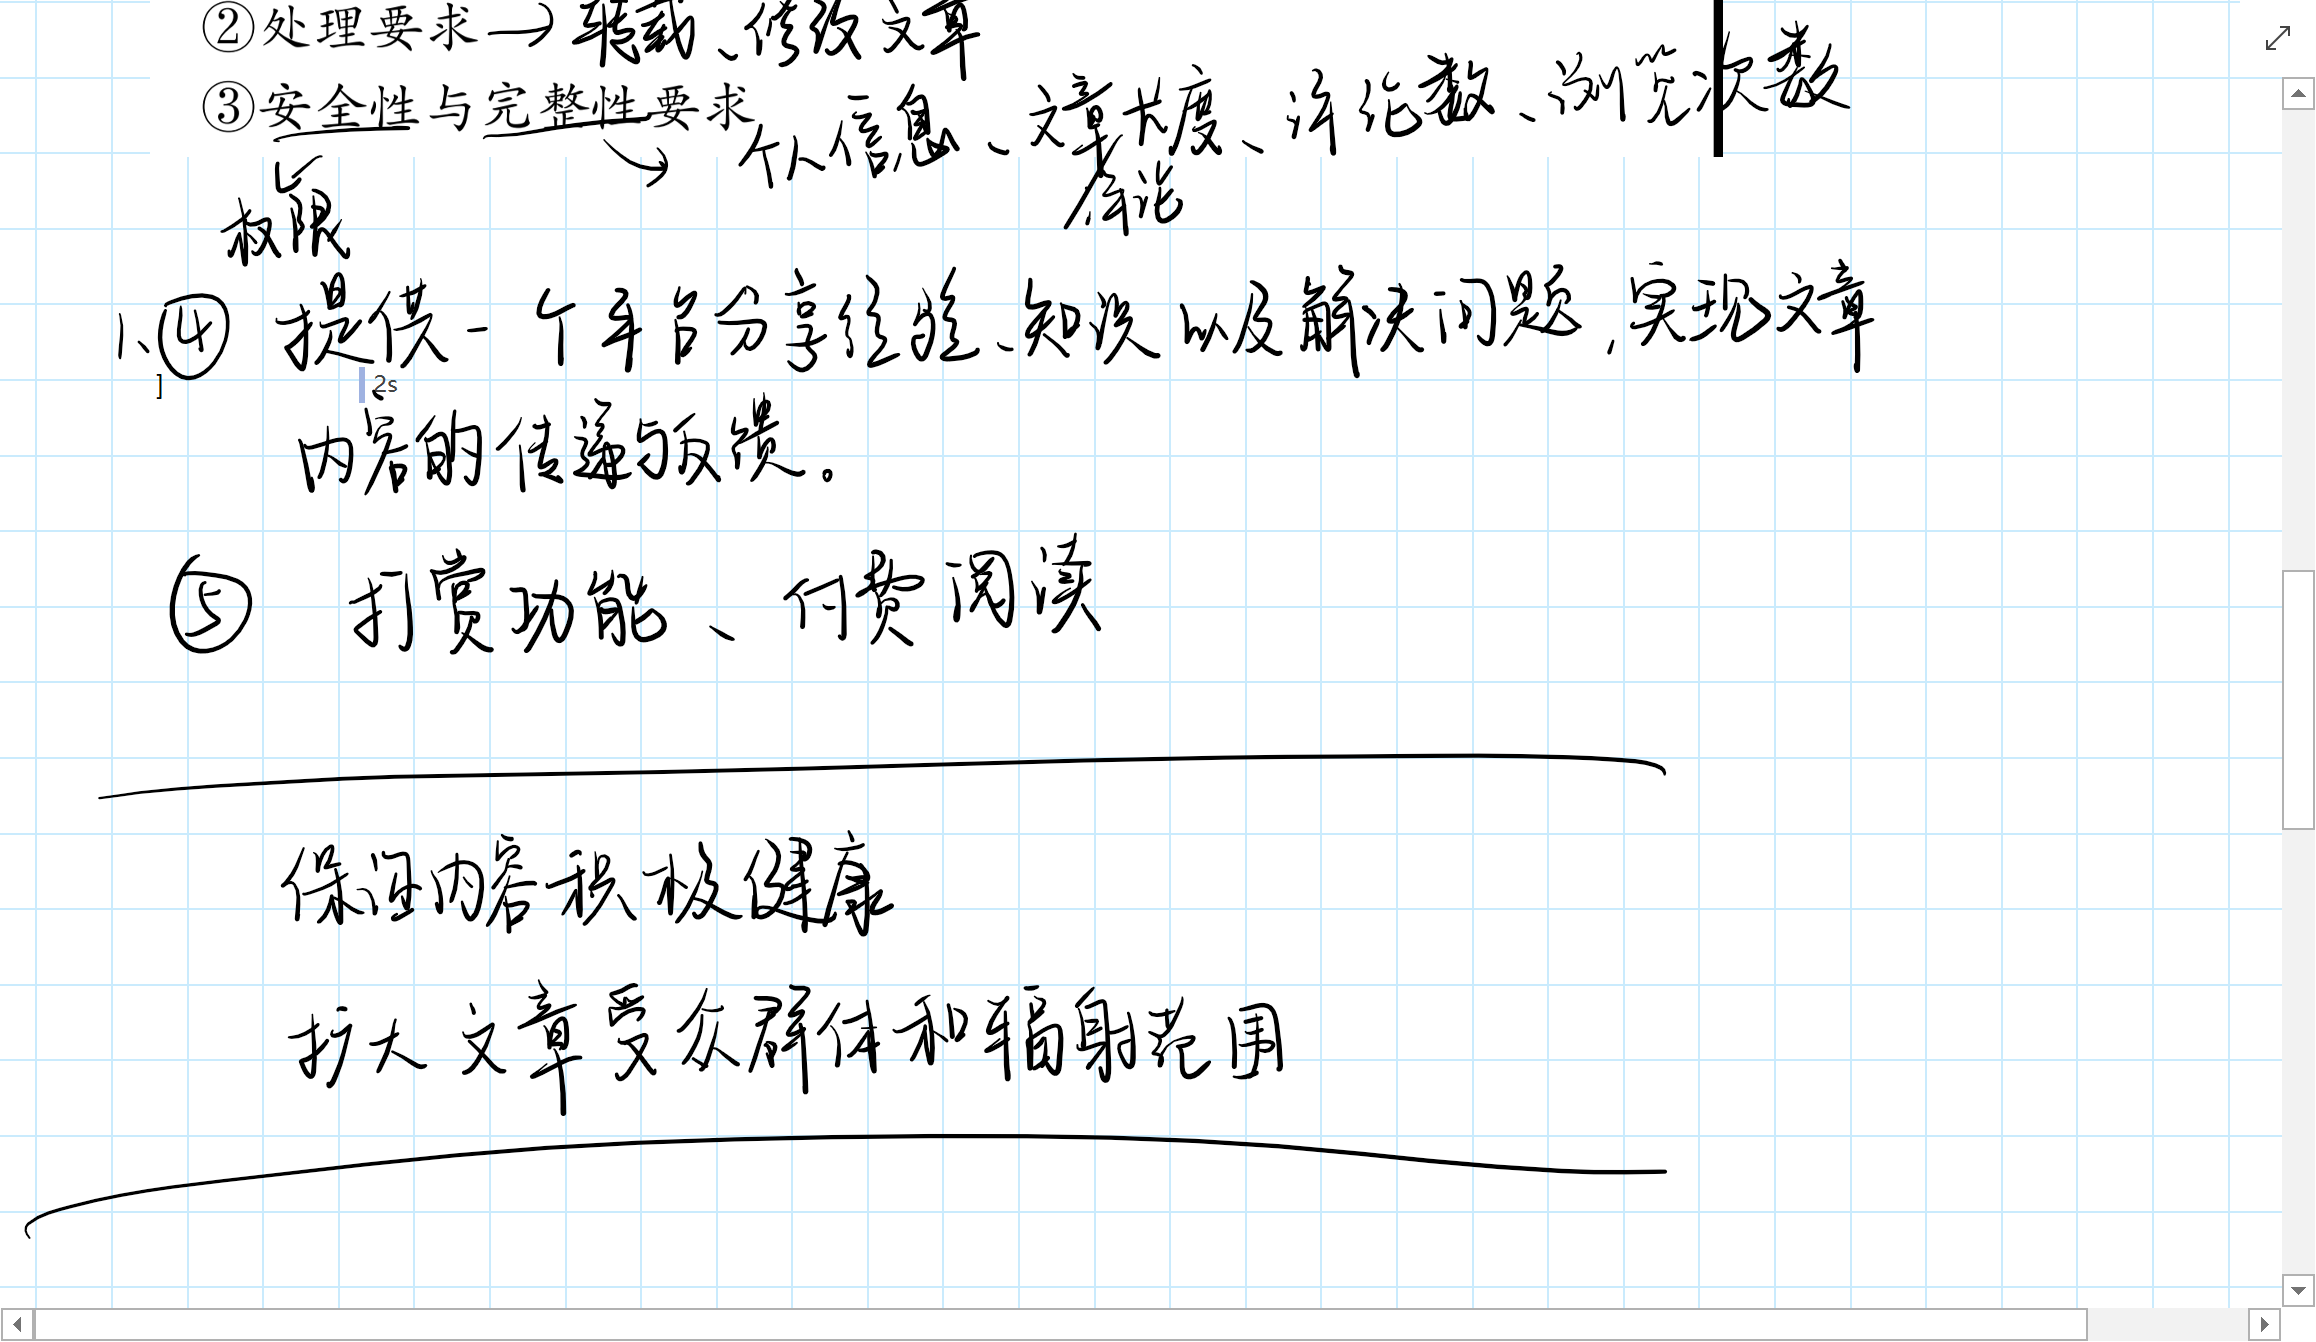 ②处理要求→转载、修改文章
③安全性与完整性要求
个人信息、文章长度、评论数、浏览次数
评论
权限
1、④ 提供一个平台分享经验、知识以及解决问题,实现文章
]
2s
内容的传递与反馈。
⑤ 打赏功能、付费阅读
保证内容积极健康
扩大文章受众群体和辐射范围